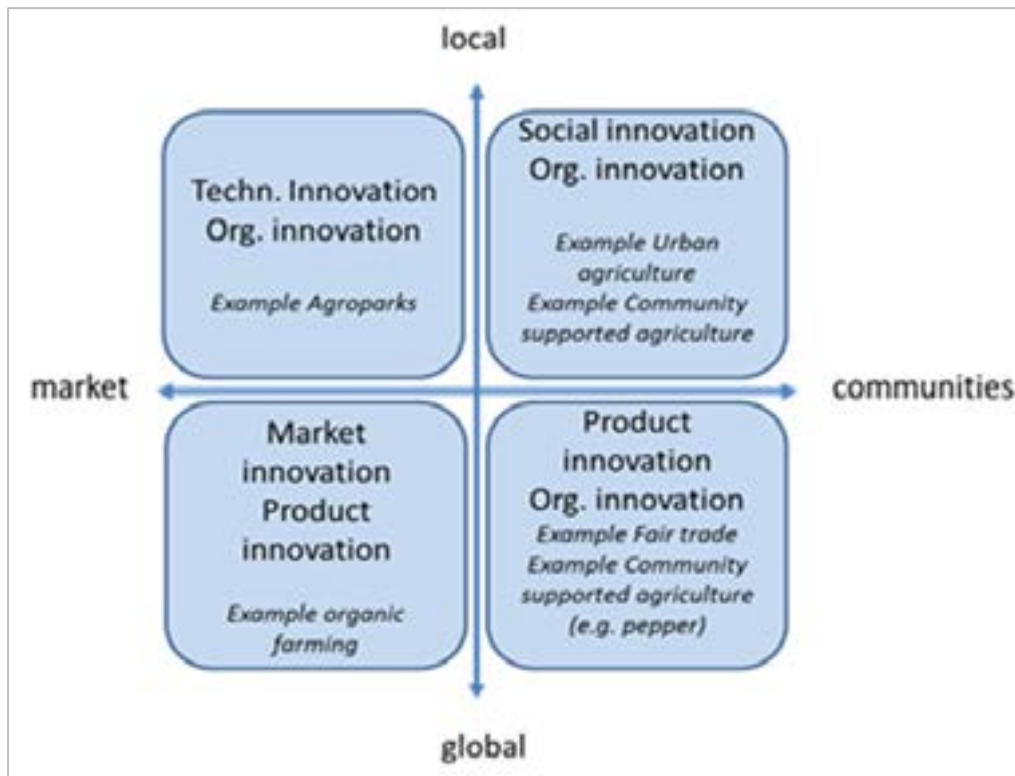 local
Techn. Innovation
Org. innovation
Example Agroparks
Social innovation
Org. innovation
Example Urban
agriculture
Example Community
supported agriculture
market
communities
Market
innovation
Product
innovation
Example organic
farming
Product
innovation
Org. innovation
Example Fair trade
Example Community
supported agriculture
(e.g. pepper)
global